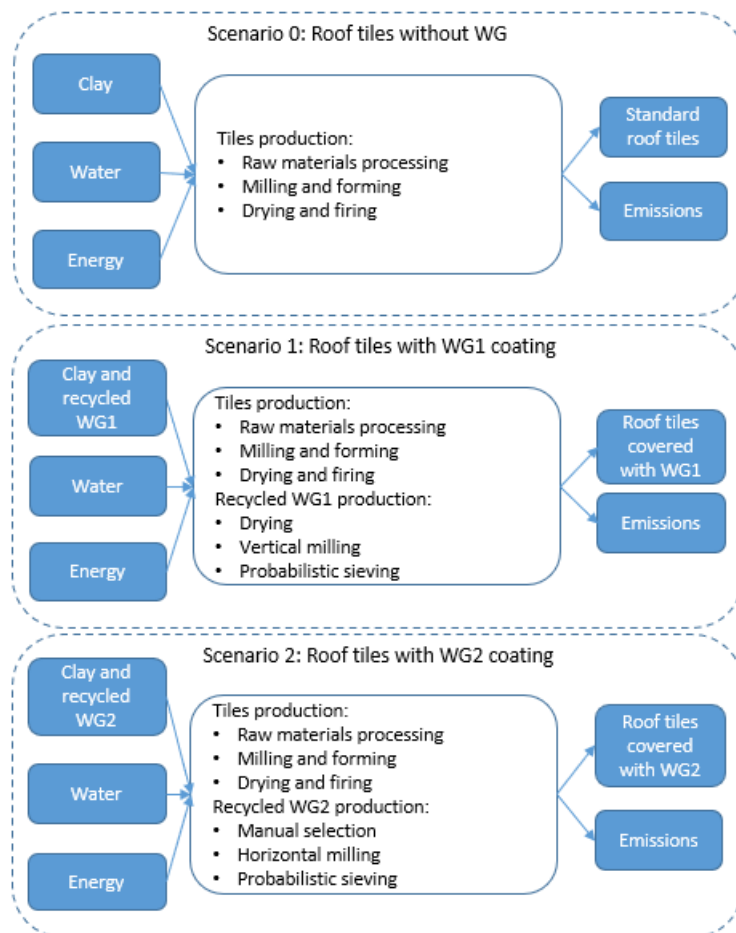 Scenario 0: Roof tiles without WG
Clay
Water
Energy
Tiles production:
• Raw materials processing
• Milling and forming
• Drying and firing
Standard
roof tiles
Emissions
Scenario 1: Roof tiles with WG1 coating
Clay and
recycled
WG1
Water
Energy
Tiles production:
• Raw materials processing
• Milling and forming
• Drying and firing
Recycled WG1 production:
• Drying
• Vertical milling
• Probabilistic sieving
Roof tiles
covered
with WG1
Emissions
Scenario 2: Roof tiles with WG2 coating
Clay and
recycled
WG2
Water
Energy
Tiles production:
• Raw materials processing
• Milling and forming
• Drying and firing
Recycled WG2 production:
• Manual selection
• Horizontal milling
• Probabilistic sieving
Roof tiles
covered
with WG2
Emissions